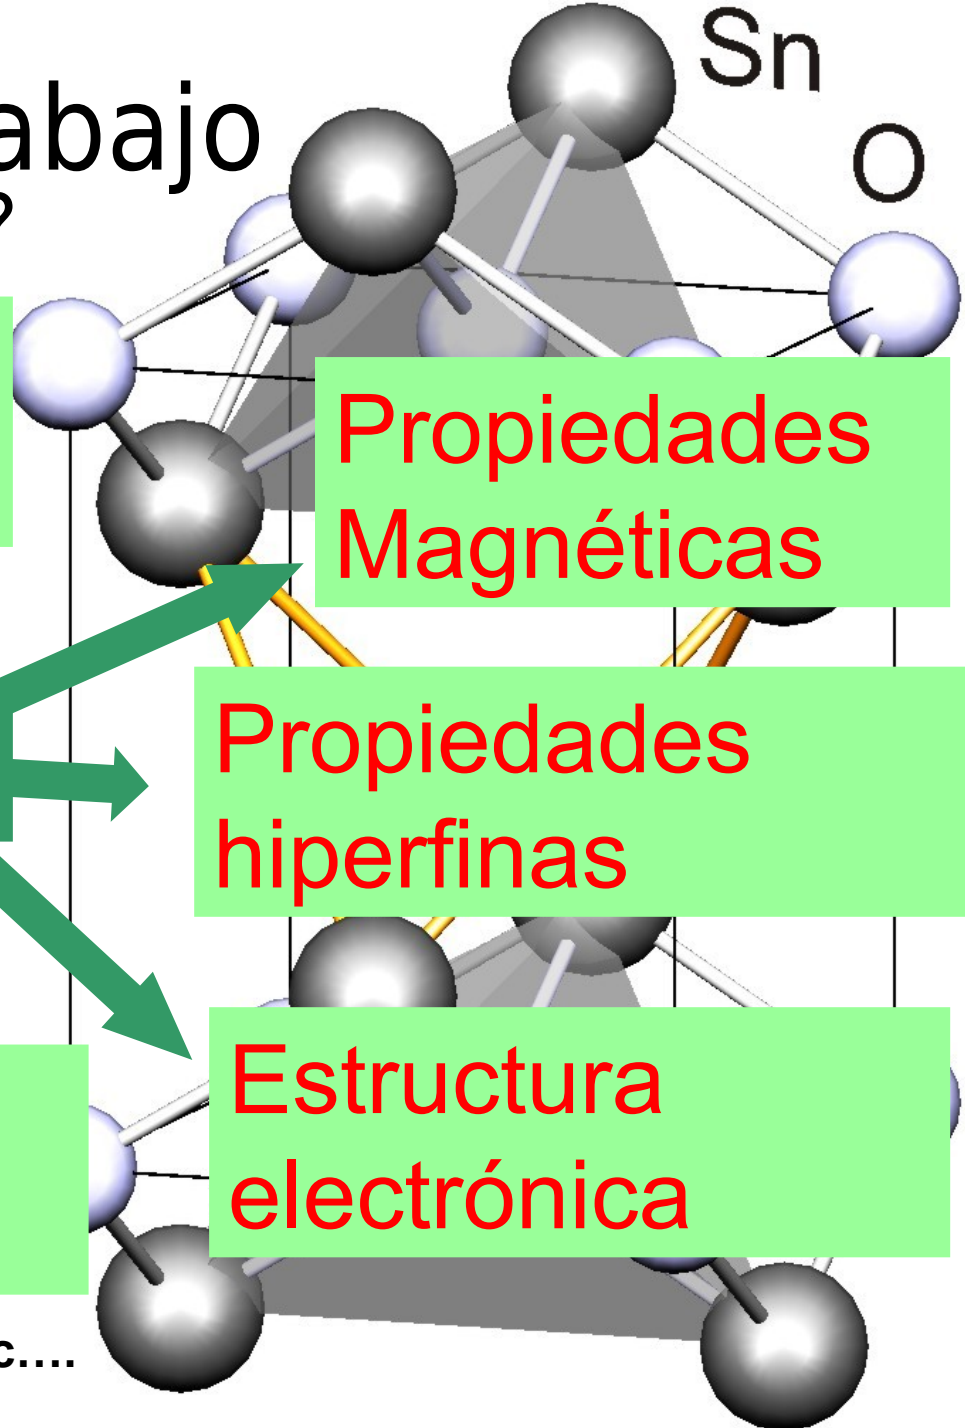 Sn
abajo
O
?
Propiedades
Magnéticas
Propiedades
hiperfinas
Estructura
electrónica
c....